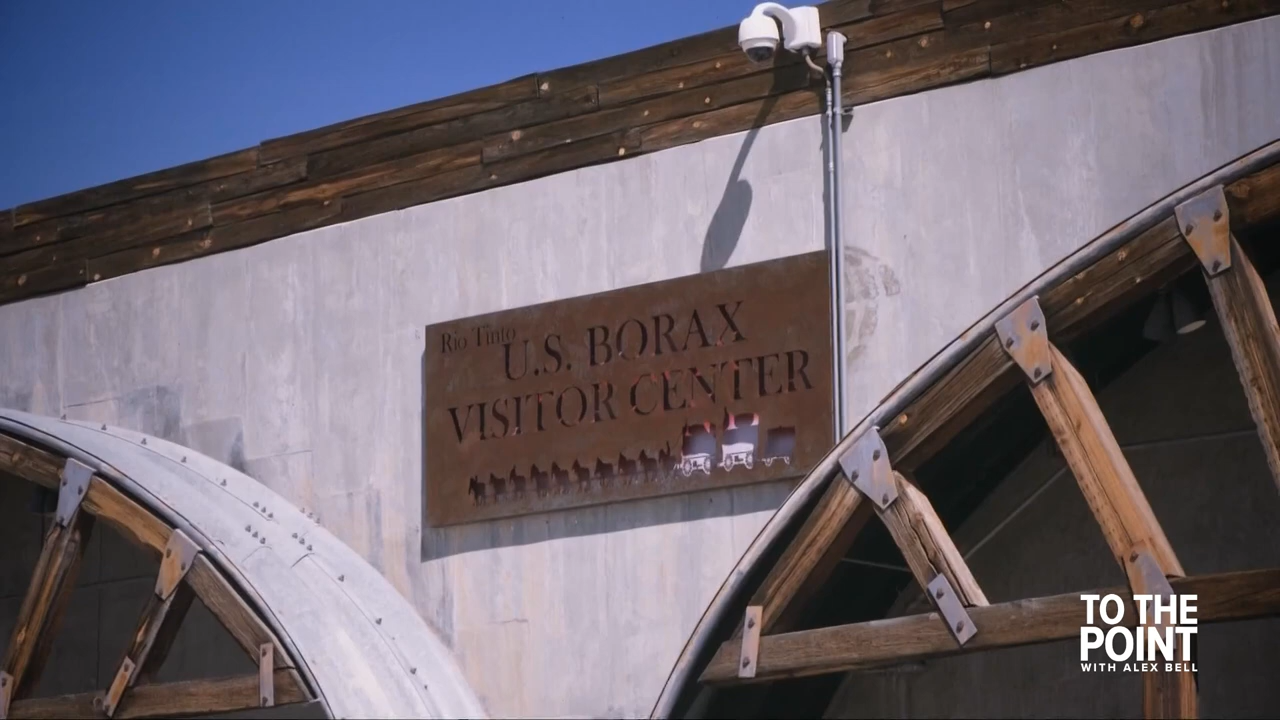 Rio Tinto
U.S. BORAX
VISITOR CENTER
TO THE
POINT
WITH ALEX BELL